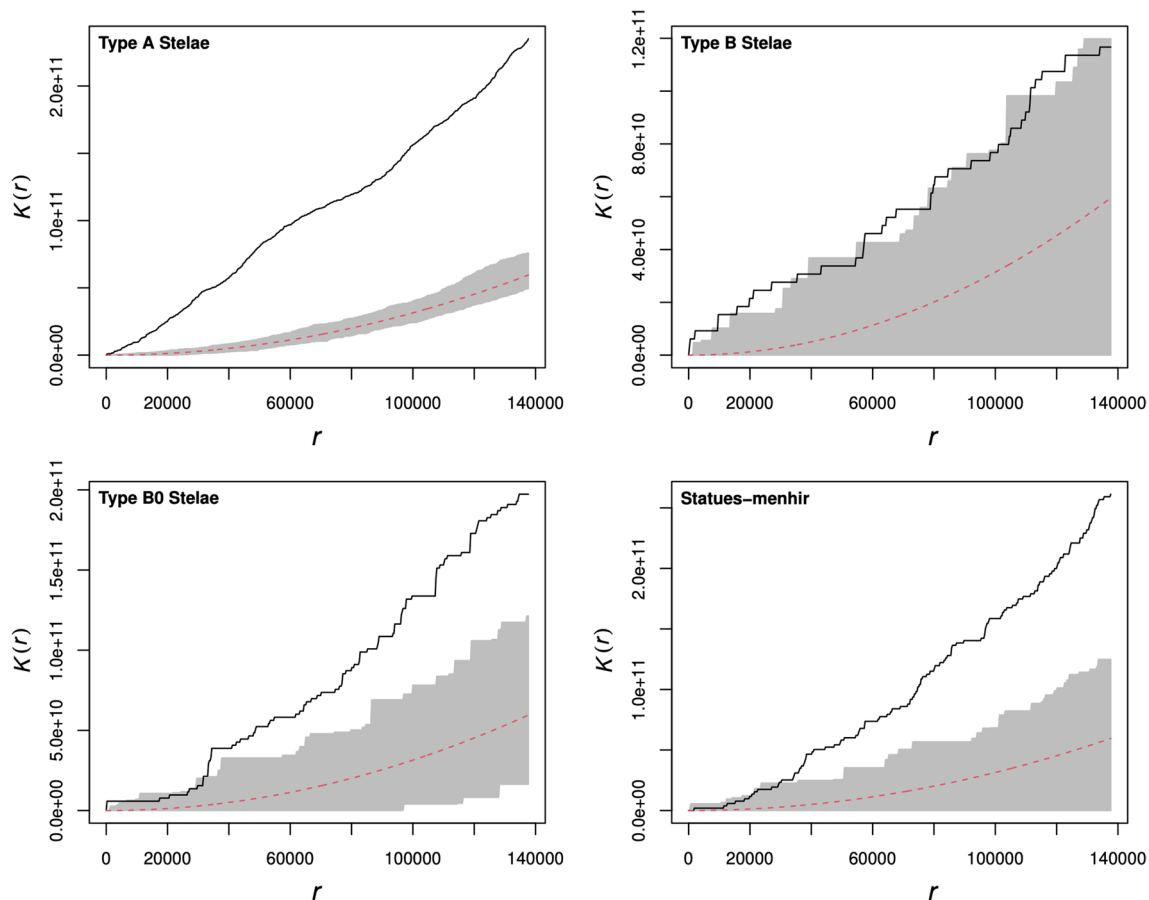 Type A Stelae
K(r)
0.0e+00 1.0e+11 2.0e+11
0 20000 60000 100000 140000
r
Type B Stelae
K(r)
0.0e+00 4.0e+10 8.0e+10 1.2e+11
0 20000 60000 100000 140000
r
Type B0 Stelae
K(r)
0.0e+00 5.0e+10 1.0e+11 1.5e+11 2.0e+11
0 20000 60000 100000 140000
r
Statues−menhir
K(r)
0.0e+00 1.0e+11 2.0e+11
0 20000 60000 100000 140000
r